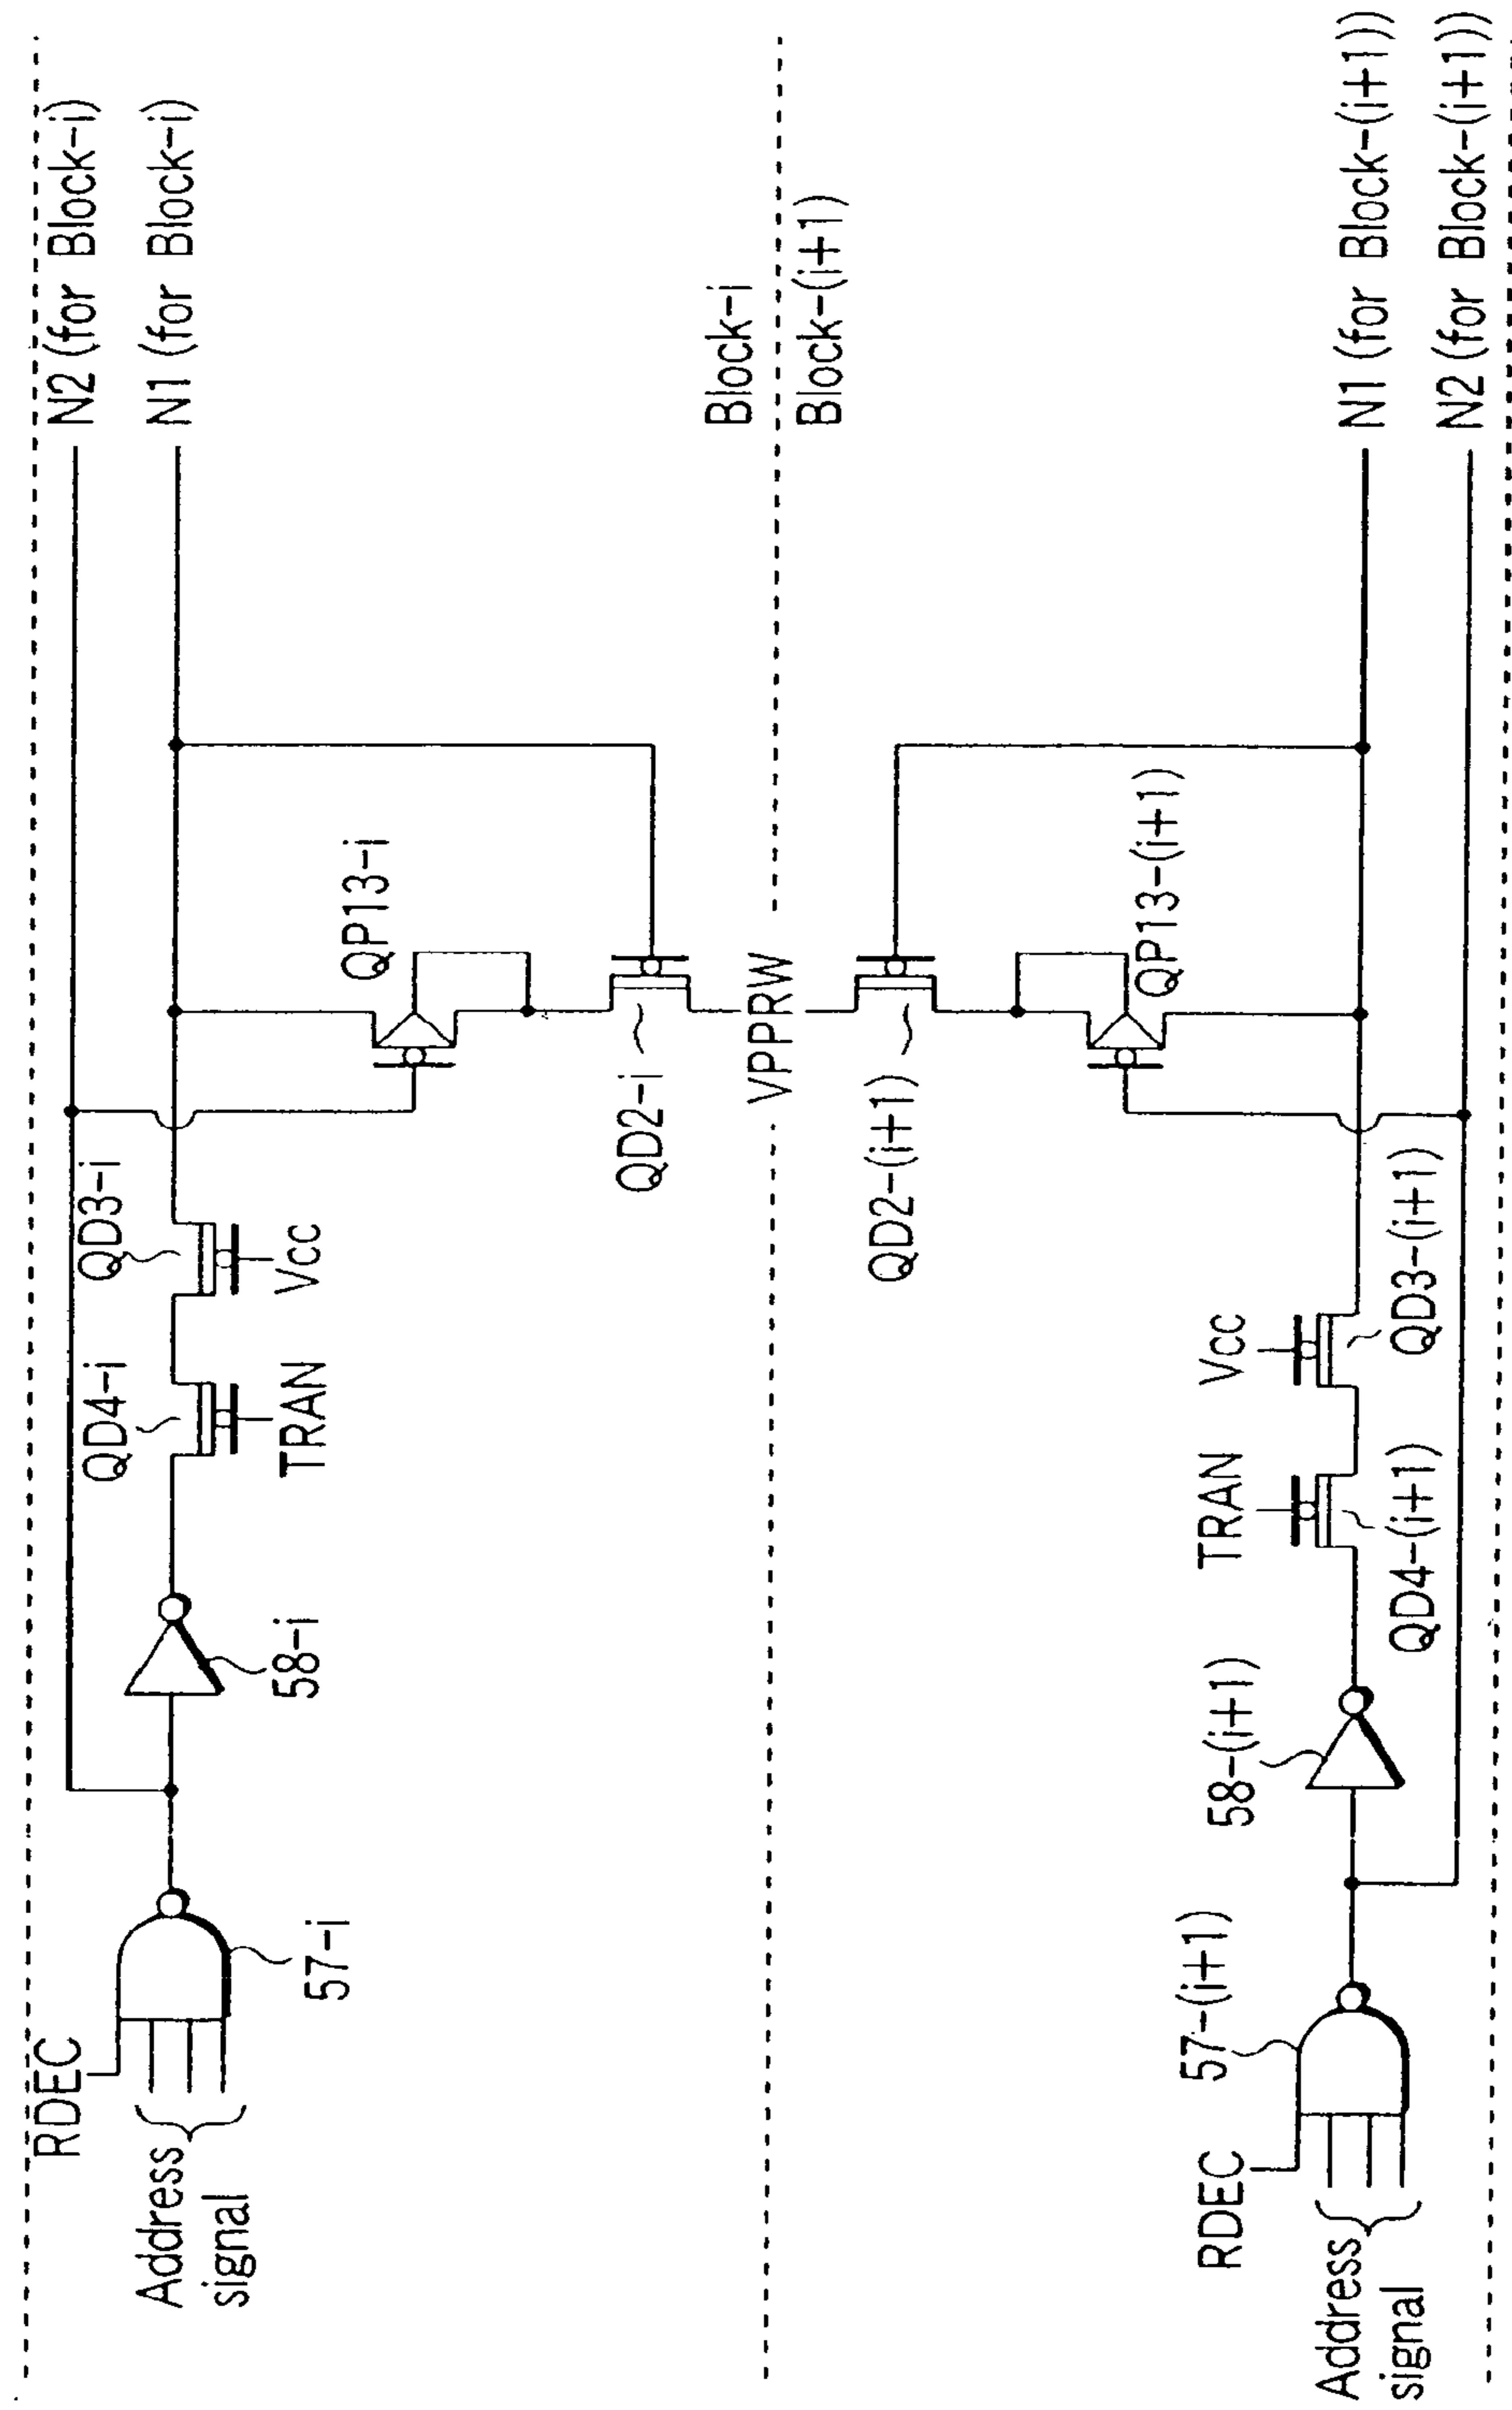 N2 (for Block-i)
N1 (for Block-i)
QP13-i
QD3-i
Vcc
QD4-i
TRAN
58-i
57-i
RDEC
Address
signal
QD2-i
Block-i
VPPRW
Block-(i+1)
QD2-(i+1)
QP13-(i+1)
N1 (for Block-(i+1))
N2 (for Block-(i+1))
Vcc
QD3-(i+1)
TRAN
QD4-(i+1)
58-(i+1)
57-(i+1)
RDEC
Address
signal